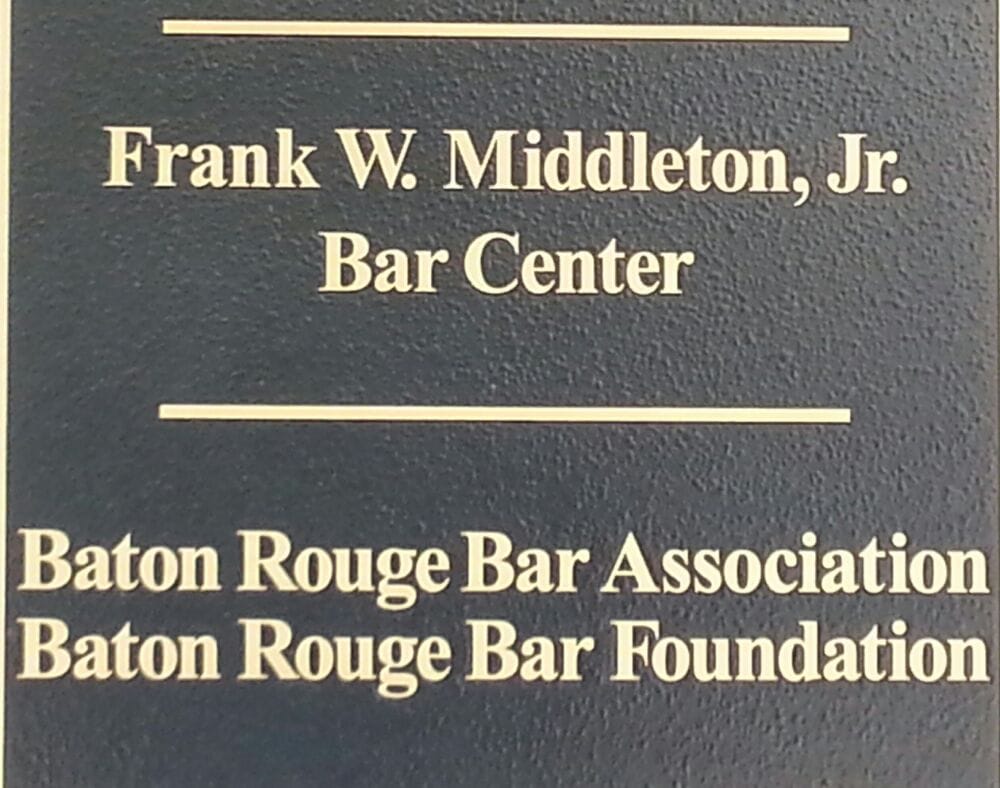 Frank W. Middleton, Jr.
Bar Center
Baton Rouge Bar Association
Baton Rouge Bar Foundation